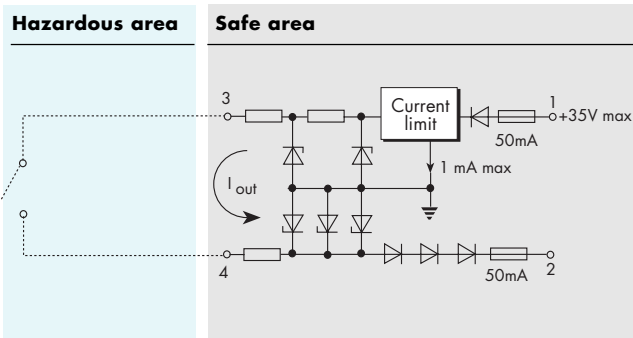 Hazardous area
Safe area
3
Current
limit
1
+35V max
50mA
1 mA max
I out
4
50mA
2